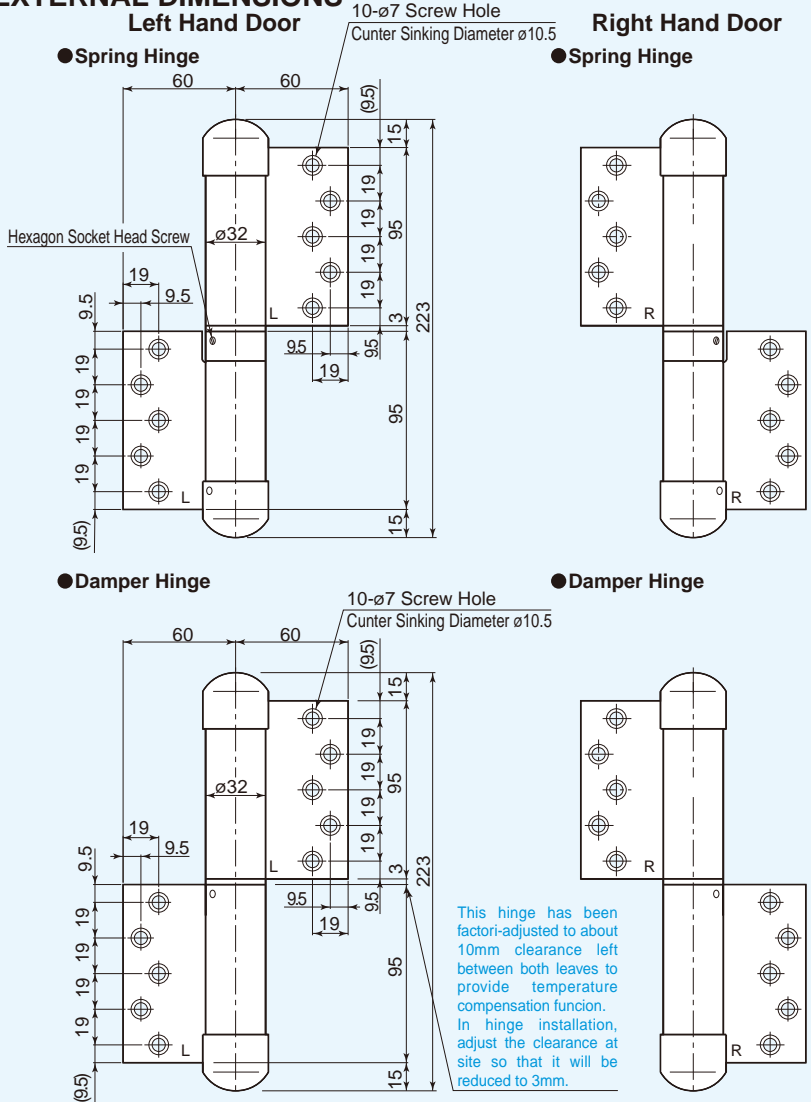 EXTERNAL DIMENSIONS
Left Hand Door
Right Hand Door
●Spring Hinge
●Spring Hinge
10-ø7 Screw Hole
Cunter Sinking Diameter ø10.5
60
60
(9.5)
15
19
19
19
19
95
3
223
ø32
Hexagon Socket Head Screw
19
9.5
9.5
L
R
9.5
19
9.5
19
19
19
19
95
L
R
(9.5)
15
●Damper Hinge
●Damper Hinge
10-ø7 Screw Hole
Cunter Sinking Diameter ø10.5
60
60
(9.5)
15
19
19
19
19
95
3
223
ø32
19
9.5
9.5
L
R
9.5
19
9.5
19
19
19
19
95
L
R
(9.5)
15
This hinge has been
factori-adjusted to about
10mm clearance left
between both leaves to
provide temperature
compensation funcion.
In hinge installation,
adjust the clearance at
site so that it will be
reduced to 3mm.